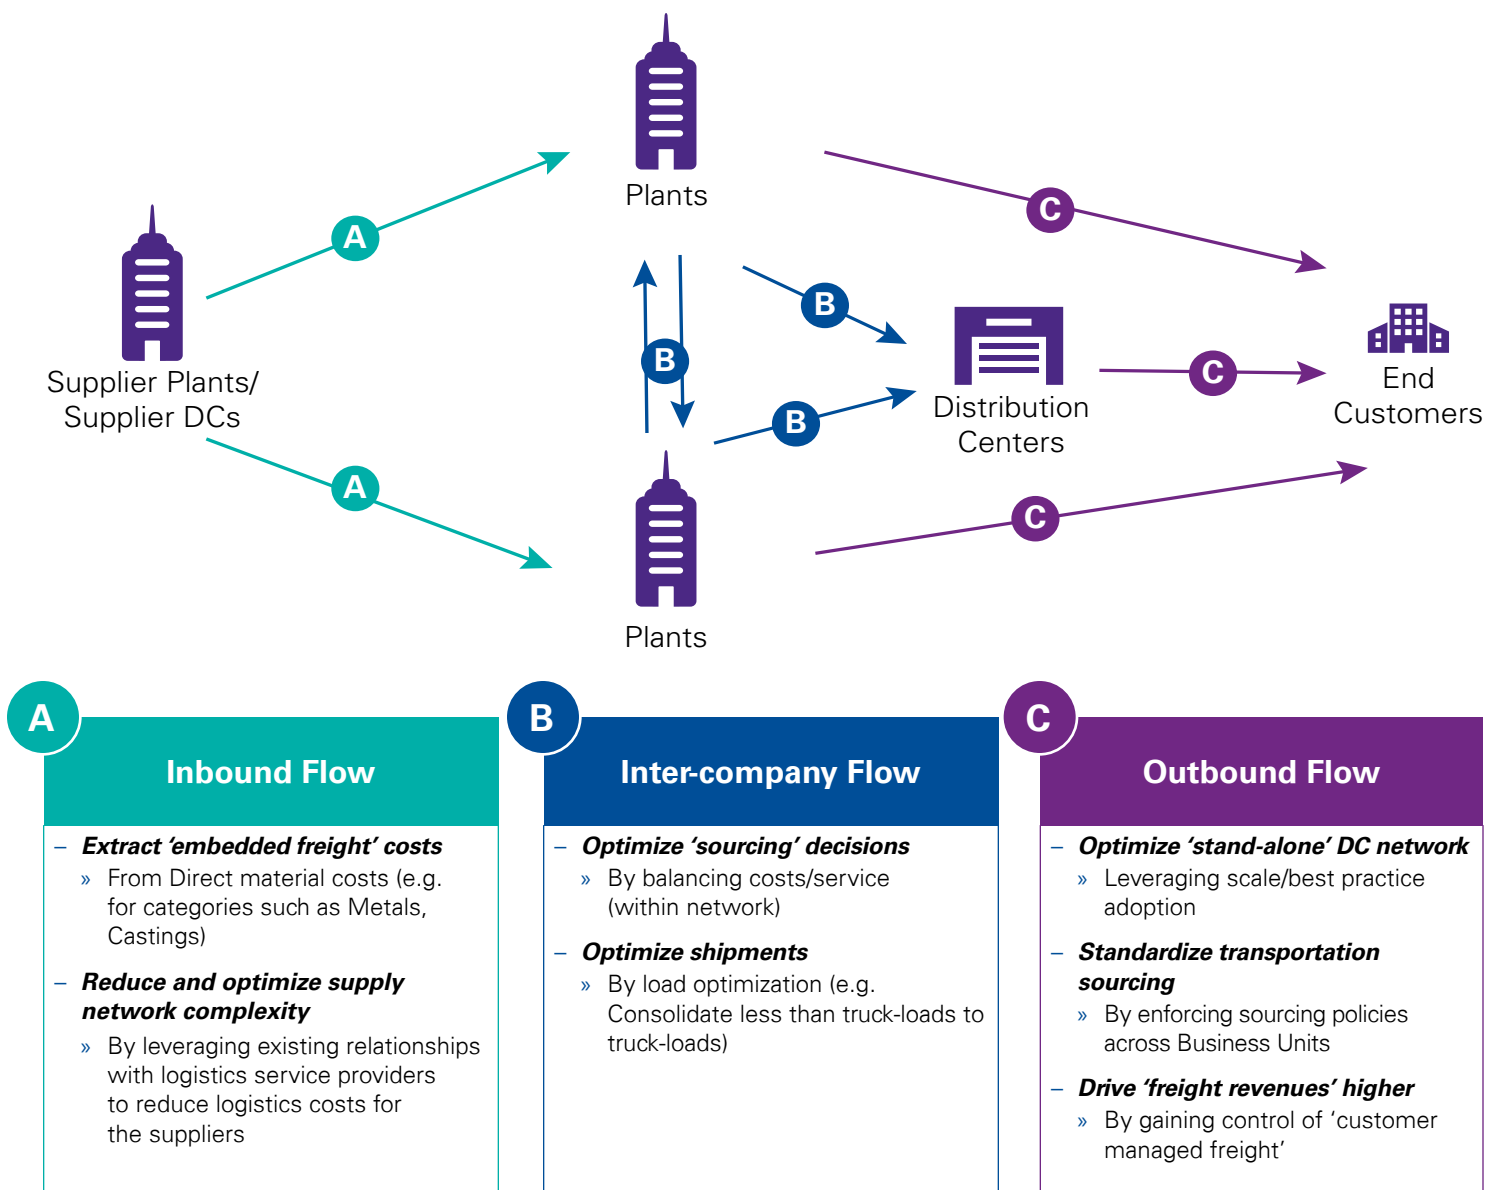 Plants
A
C
Supplier Plants/
Supplier DCs
B
B
C
Distribution
Centers
End
Customers
B
A
C
Plants
A
Inbound Flow
– Extract ‘embedded freight’ costs
» From Direct material costs (e.g.
for categories such as Metals,
Castings)
– Reduce and optimize supply
network complexity
» By leveraging existing relationships
with logistics service providers
to reduce logistics costs for
the suppliers
B
Inter-company Flow
– Optimize ‘sourcing’ decisions
» By balancing costs/service
(within network)
– Optimize shipments
» By load optimization (e.g.
Consolidate less than truck-loads to
truck-loads)
C
Outbound Flow
– Optimize ‘stand-alone’ DC network
» Leveraging scale/best practice
adoption
– Standardize transportation
sourcing
» By enforcing sourcing policies
across Business Units
– Drive ‘freight revenues’ higher
» By gaining control of ‘customer
managed freight’